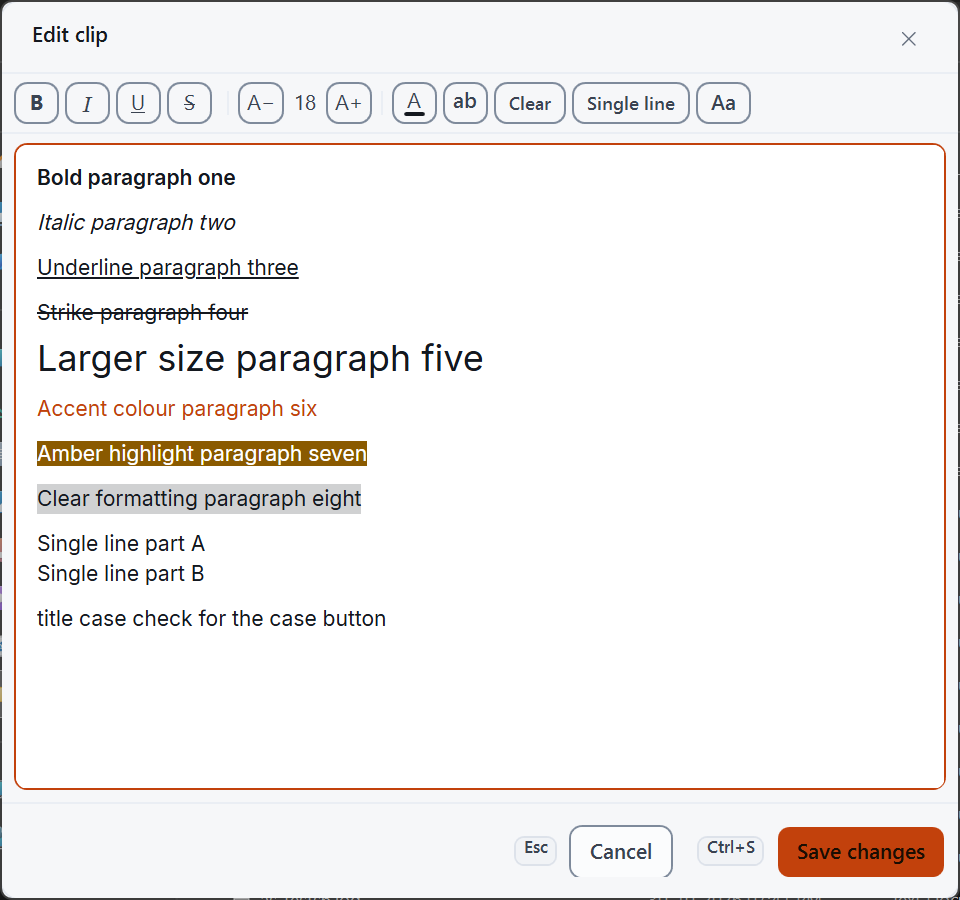 Edit clip
B I U S A− 18 A+ A ab Clear Single line Aa
Bold paragraph one
Italic paragraph two
Underline paragraph three
Strike paragraph four
Larger size paragraph five
Accent colour paragraph six
Amber highlight paragraph seven
Clear formatting paragraph eight
Single line part A
Single line part B
title case check for the case button
Esc Cancel Ctrl+S Save changes